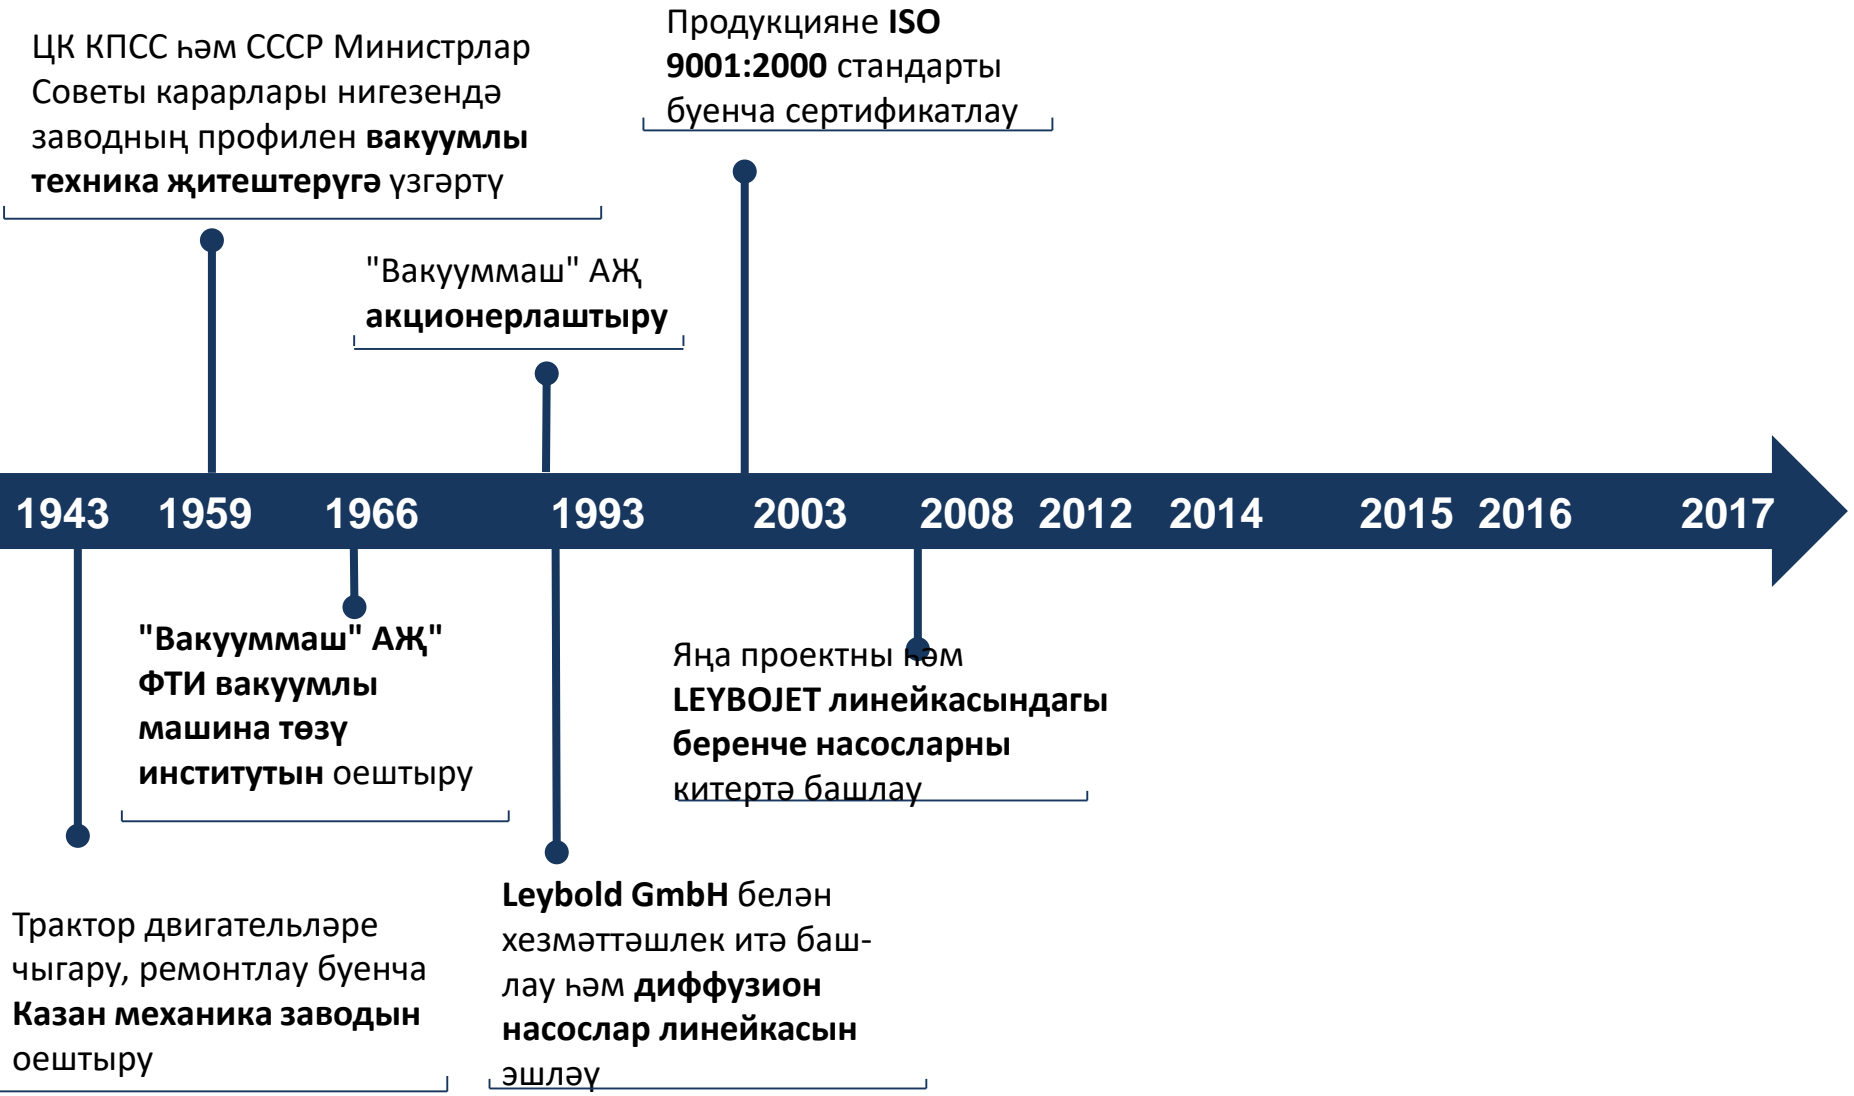 ЦК КПСС һәм СССР Министрлар
Советы карарлары нигезендә
заводның профилен вакуумлы
техника җитештерүгә үзгәртү
Продукцияне ISO
9001:2000 стандарты
буенча сертификатлау
"Вакууммаш" АҖ
акционерлаштыру
1943 1959 1966 1993 2003 2008 2012 2014 2015 2016 2017
"Вакууммаш" АҖ"
ФТИ вакуумлы
машина төзү
институтын оештыру
Яңа проектны һәм
LEYBOJET линейкасындагы
беренче насосларны
китертә башлау
Трактор двигательләре
чыгару, ремонтлау буенча
Казан механика заводын
оештыру
Leybold GmbH белән
хезмәттәшлек итә баш-
лау һәм диффузион
насослар линейкасын
эшләү